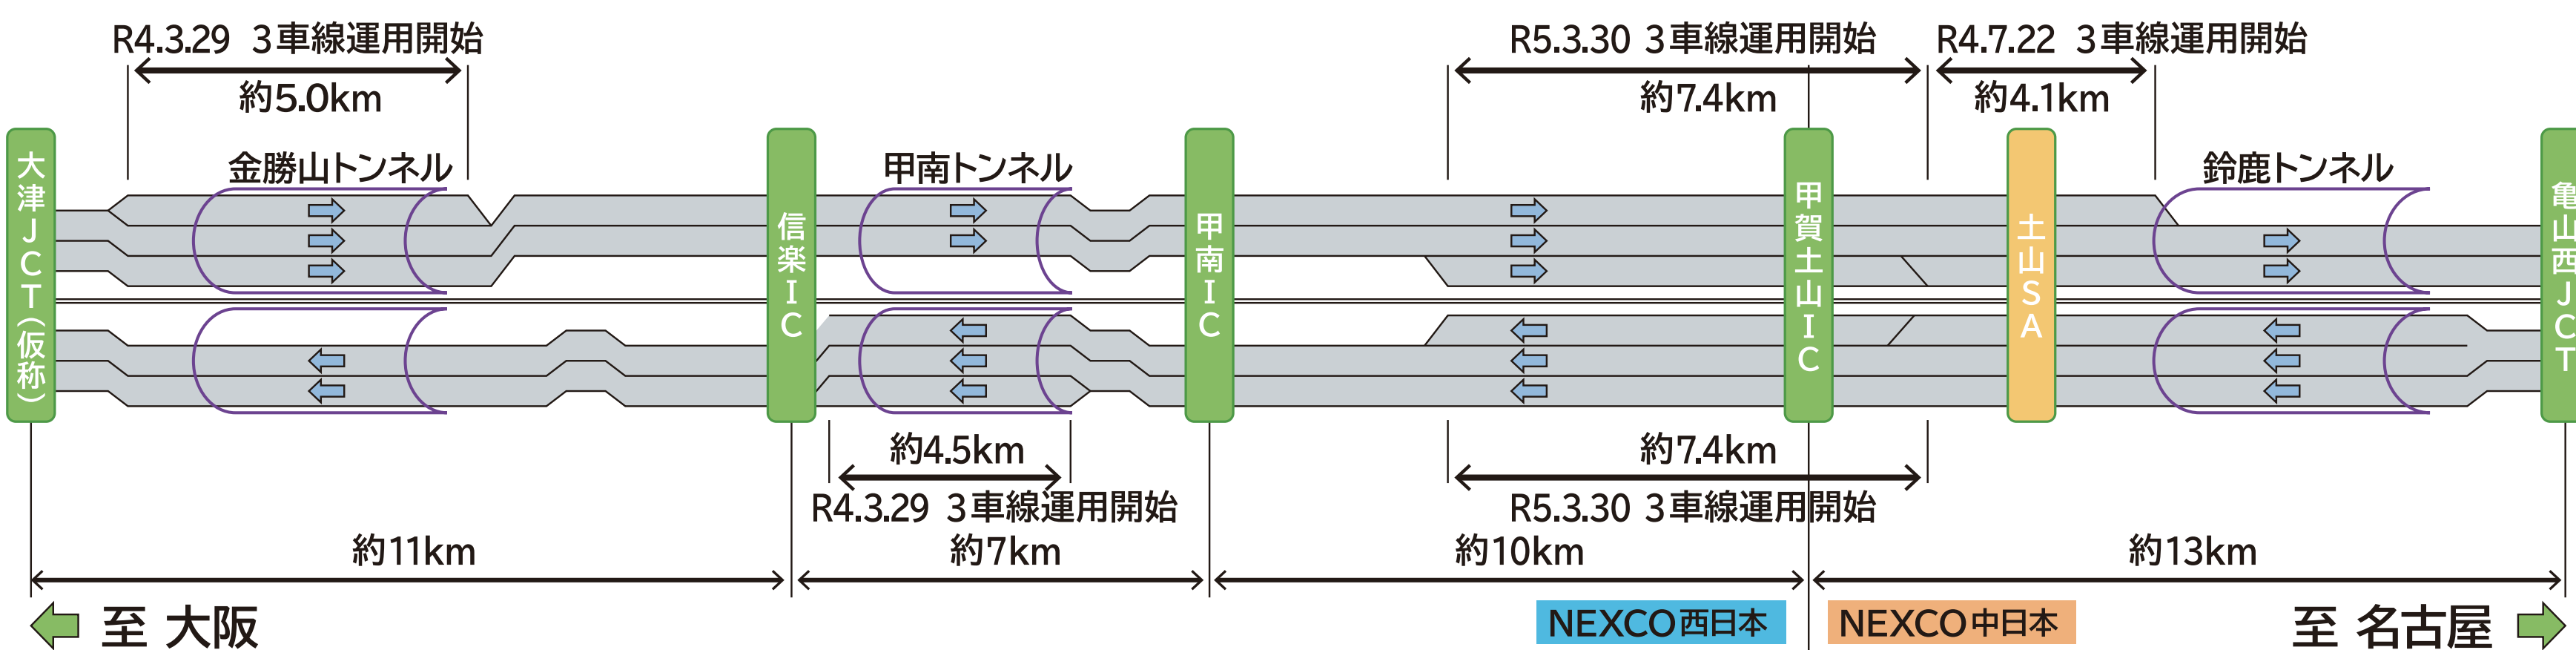 R4.3.29 3車線運用開始
約5.0km
R5.3.30 3車線運用開始
約7.4km
R4.7.22 3車線運用開始
約4.1km
金勝山トンネル
甲南トンネル
鈴鹿トンネル
大津JCT(仮称)
信楽IC
甲南IC
甲賀土山IC
土山SA
亀山西JCT
約4.5km
R4.3.29 3車線運用開始
約7.4km
R5.3.30 3車線運用開始
約11km
約7km
約10km
約13km
至 大阪
NEXCO西日本
NEXCO中日本
至 名古屋